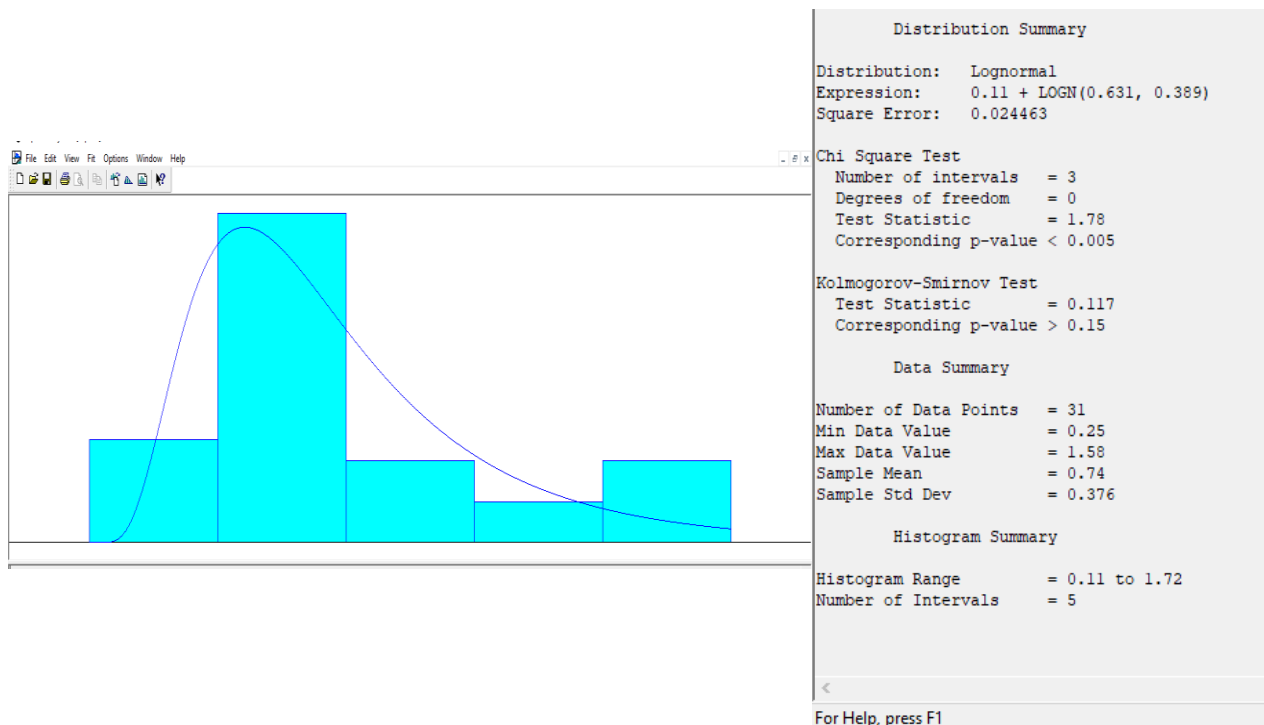 File Edit View Fit Options Window Help
Distribution Summary
Distribution: Lognormal
Expression: 0.11 + LOGN(0.631, 0.389)
Square Error: 0.024463
Chi Square Test
Number of intervals = 3
Degrees of freedom = 0
Test Statistic = 1.78
Corresponding p-value < 0.005
Kolmogorov-Smirnov Test
Test Statistic = 0.117
Corresponding p-value > 0.15
Data Summary
Number of Data Points = 31
Min Data Value = 0.25
Max Data Value = 1.58
Sample Mean = 0.74
Sample Std Dev = 0.376
Histogram Summary
Histogram Range = 0.11 to 1.72
Number of Intervals = 5
For Help, press F1